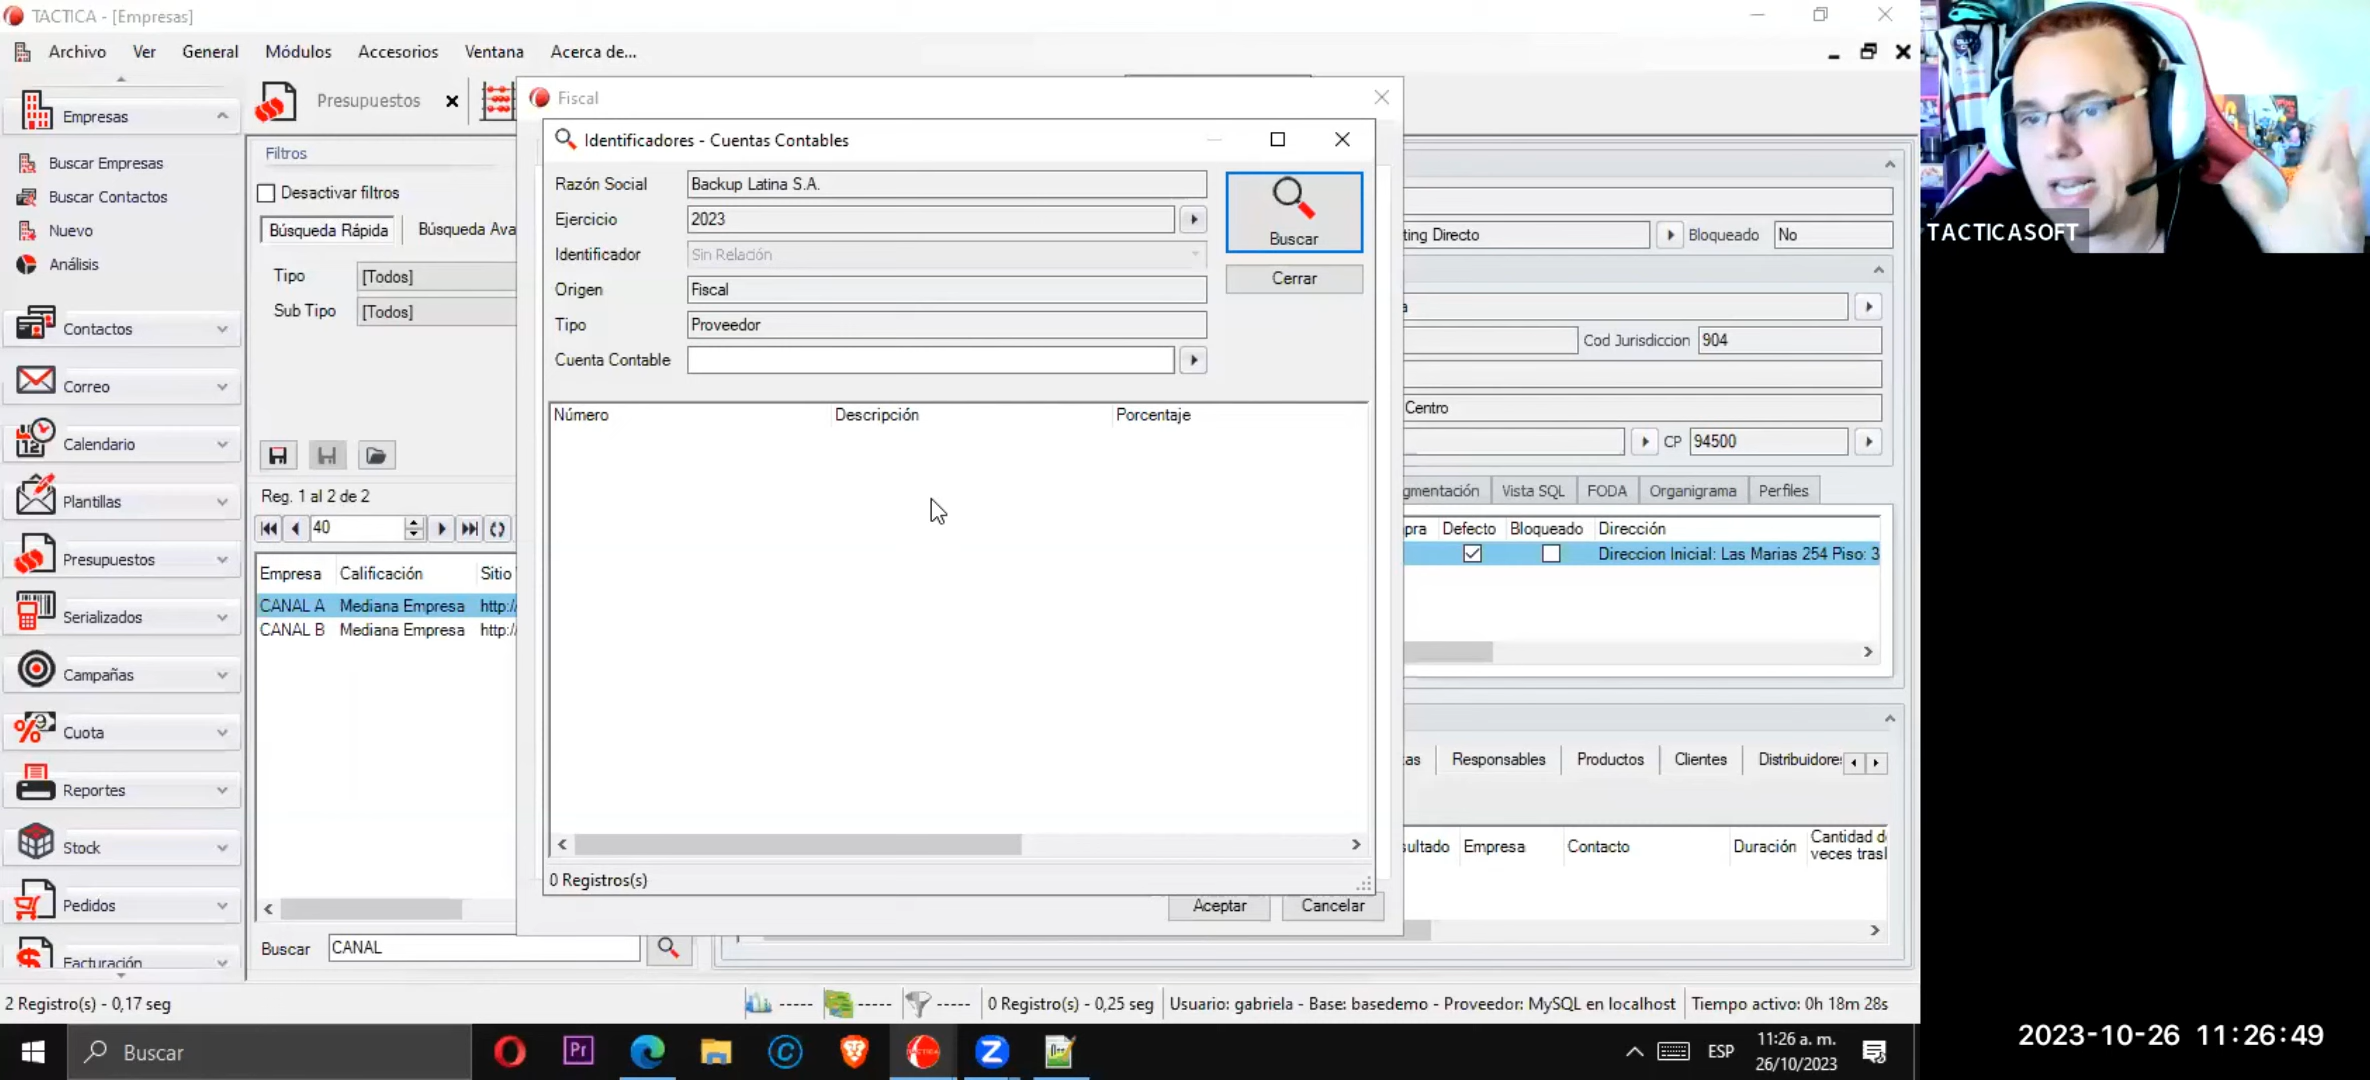 TACTICA - [Empresas]
Archivo Ver General Módulos Accesorios Ventana Acerca de...
Empresas
Buscar Empresas
Buscar Contactos
Nuevo
Análisis
Contactos
Correo
Calendario
Plantillas
Presupuestos
Serializados
Campañas
Cuota
Reportes
Stock
Pedidos
Facturación
Presupuestos
Filtros
Desactivar filtros
Búsqueda Rápida Búsqueda Ava
Tipo [Todos]
Sub Tipo [Todos]
Reg. 1 al 2 de 2
40
Empresa Calificación Sitio
CANAL A Mediana Empresa http:/
CANAL B Mediana Empresa http:/
Buscar CANAL
Fiscal
Identificadores - Cuentas Contables
Razón Social Backup Latina S.A.
Ejercicio 2023
Identificador Sin Relación
Origen Fiscal
Tipo Proveedor
Cuenta Contable
Buscar
Cerrar
Número Descripción Porcentaje
0 Registros(s)
Aceptar Cancelar
ting Directo Bloqueado No
a
Cod Jurisdiccion 904
Centro
CP 94500
gmentación Vista SQL FODA Organigrama Perfiles
pra Defecto Bloqueado Dirección
Direccion Inicial: Las Marias 254 Piso: 3
as Responsables Productos Clientes Distribuidore
sultado Empresa Contacto Duración Cantidad d
veces trasl
2 Registro(s) - 0,17 seg ----- ----- ----- 0 Registro(s) - 0,25 seg Usuario: gabriela - Base: basedemo - Proveedor: MySQL en localhost Tiempo activo: 0h 18m 28s
Buscar
Pr
TACTICA
ESP
11:26 a. m.
26/10/2023
TACTICASOFT
2023-10-26 11:26:49